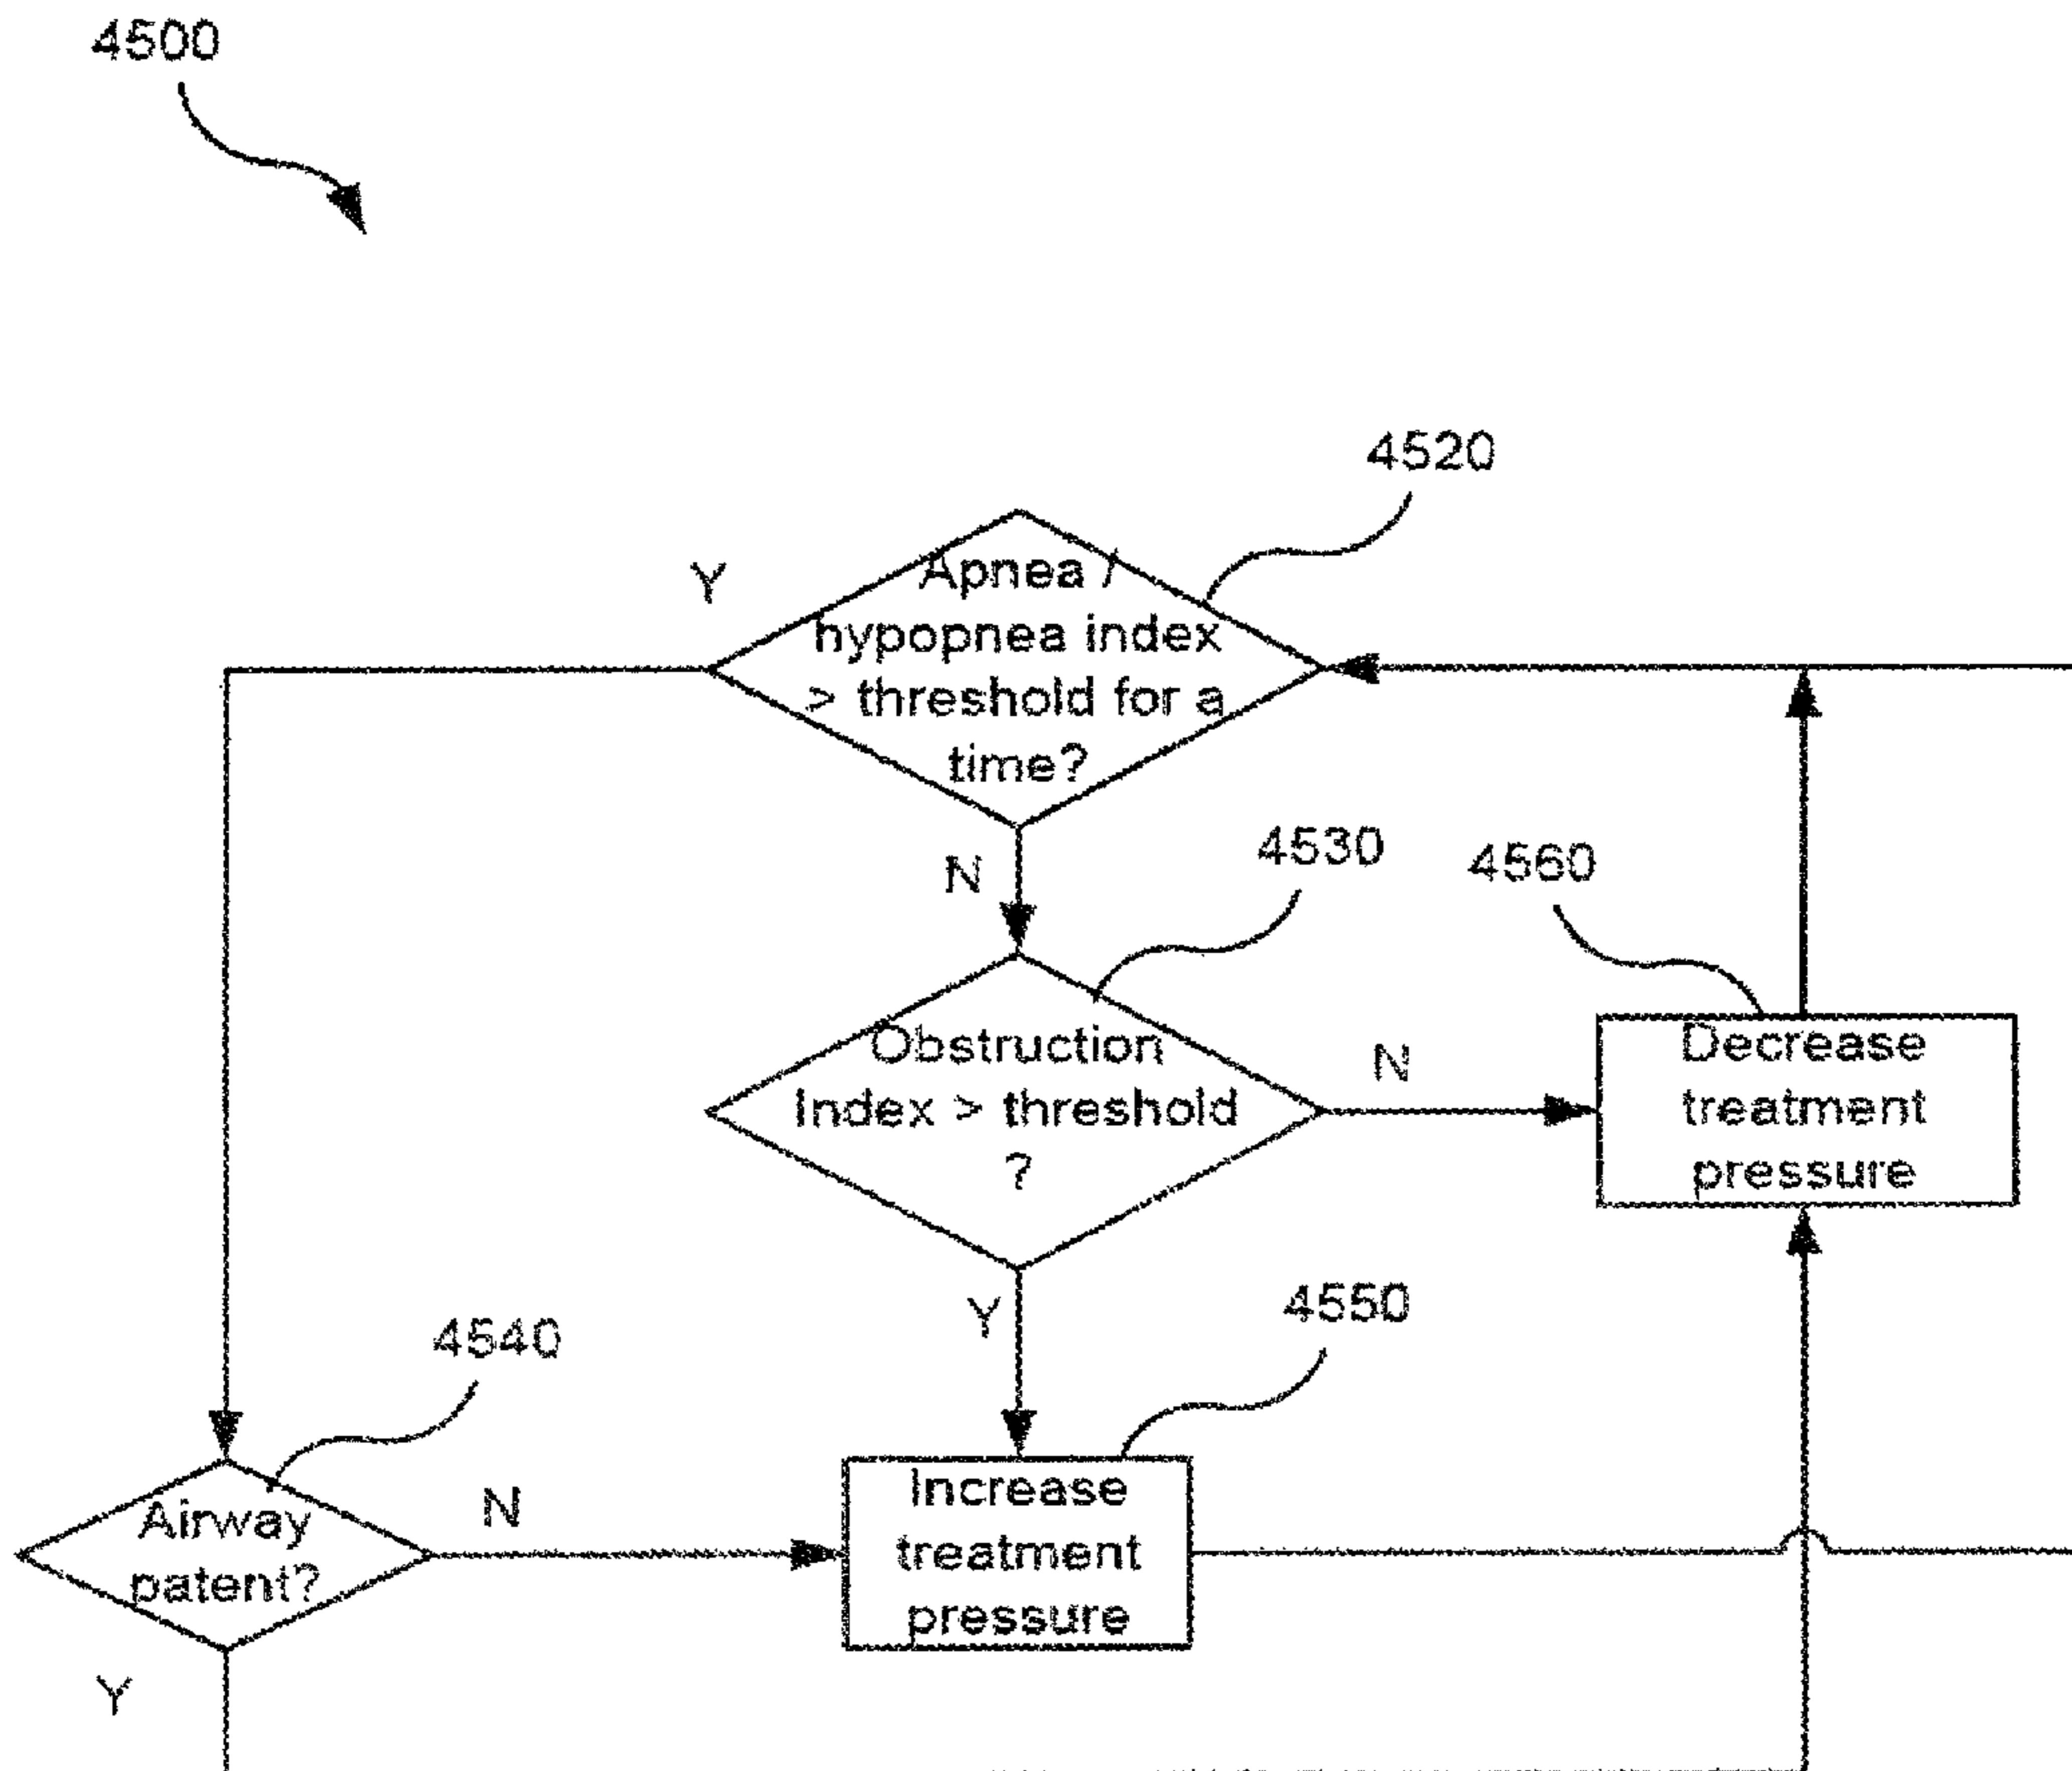 4500
4520
Y
Apnea /
hypopnea index
> threshold for a
time?
N
4530
4560
Obstruction
Index > threshold
?
N
Decrease
treatment
pressure
Y
4550
4540
Airway
patent?
N
Increase
treatment
pressure
Y